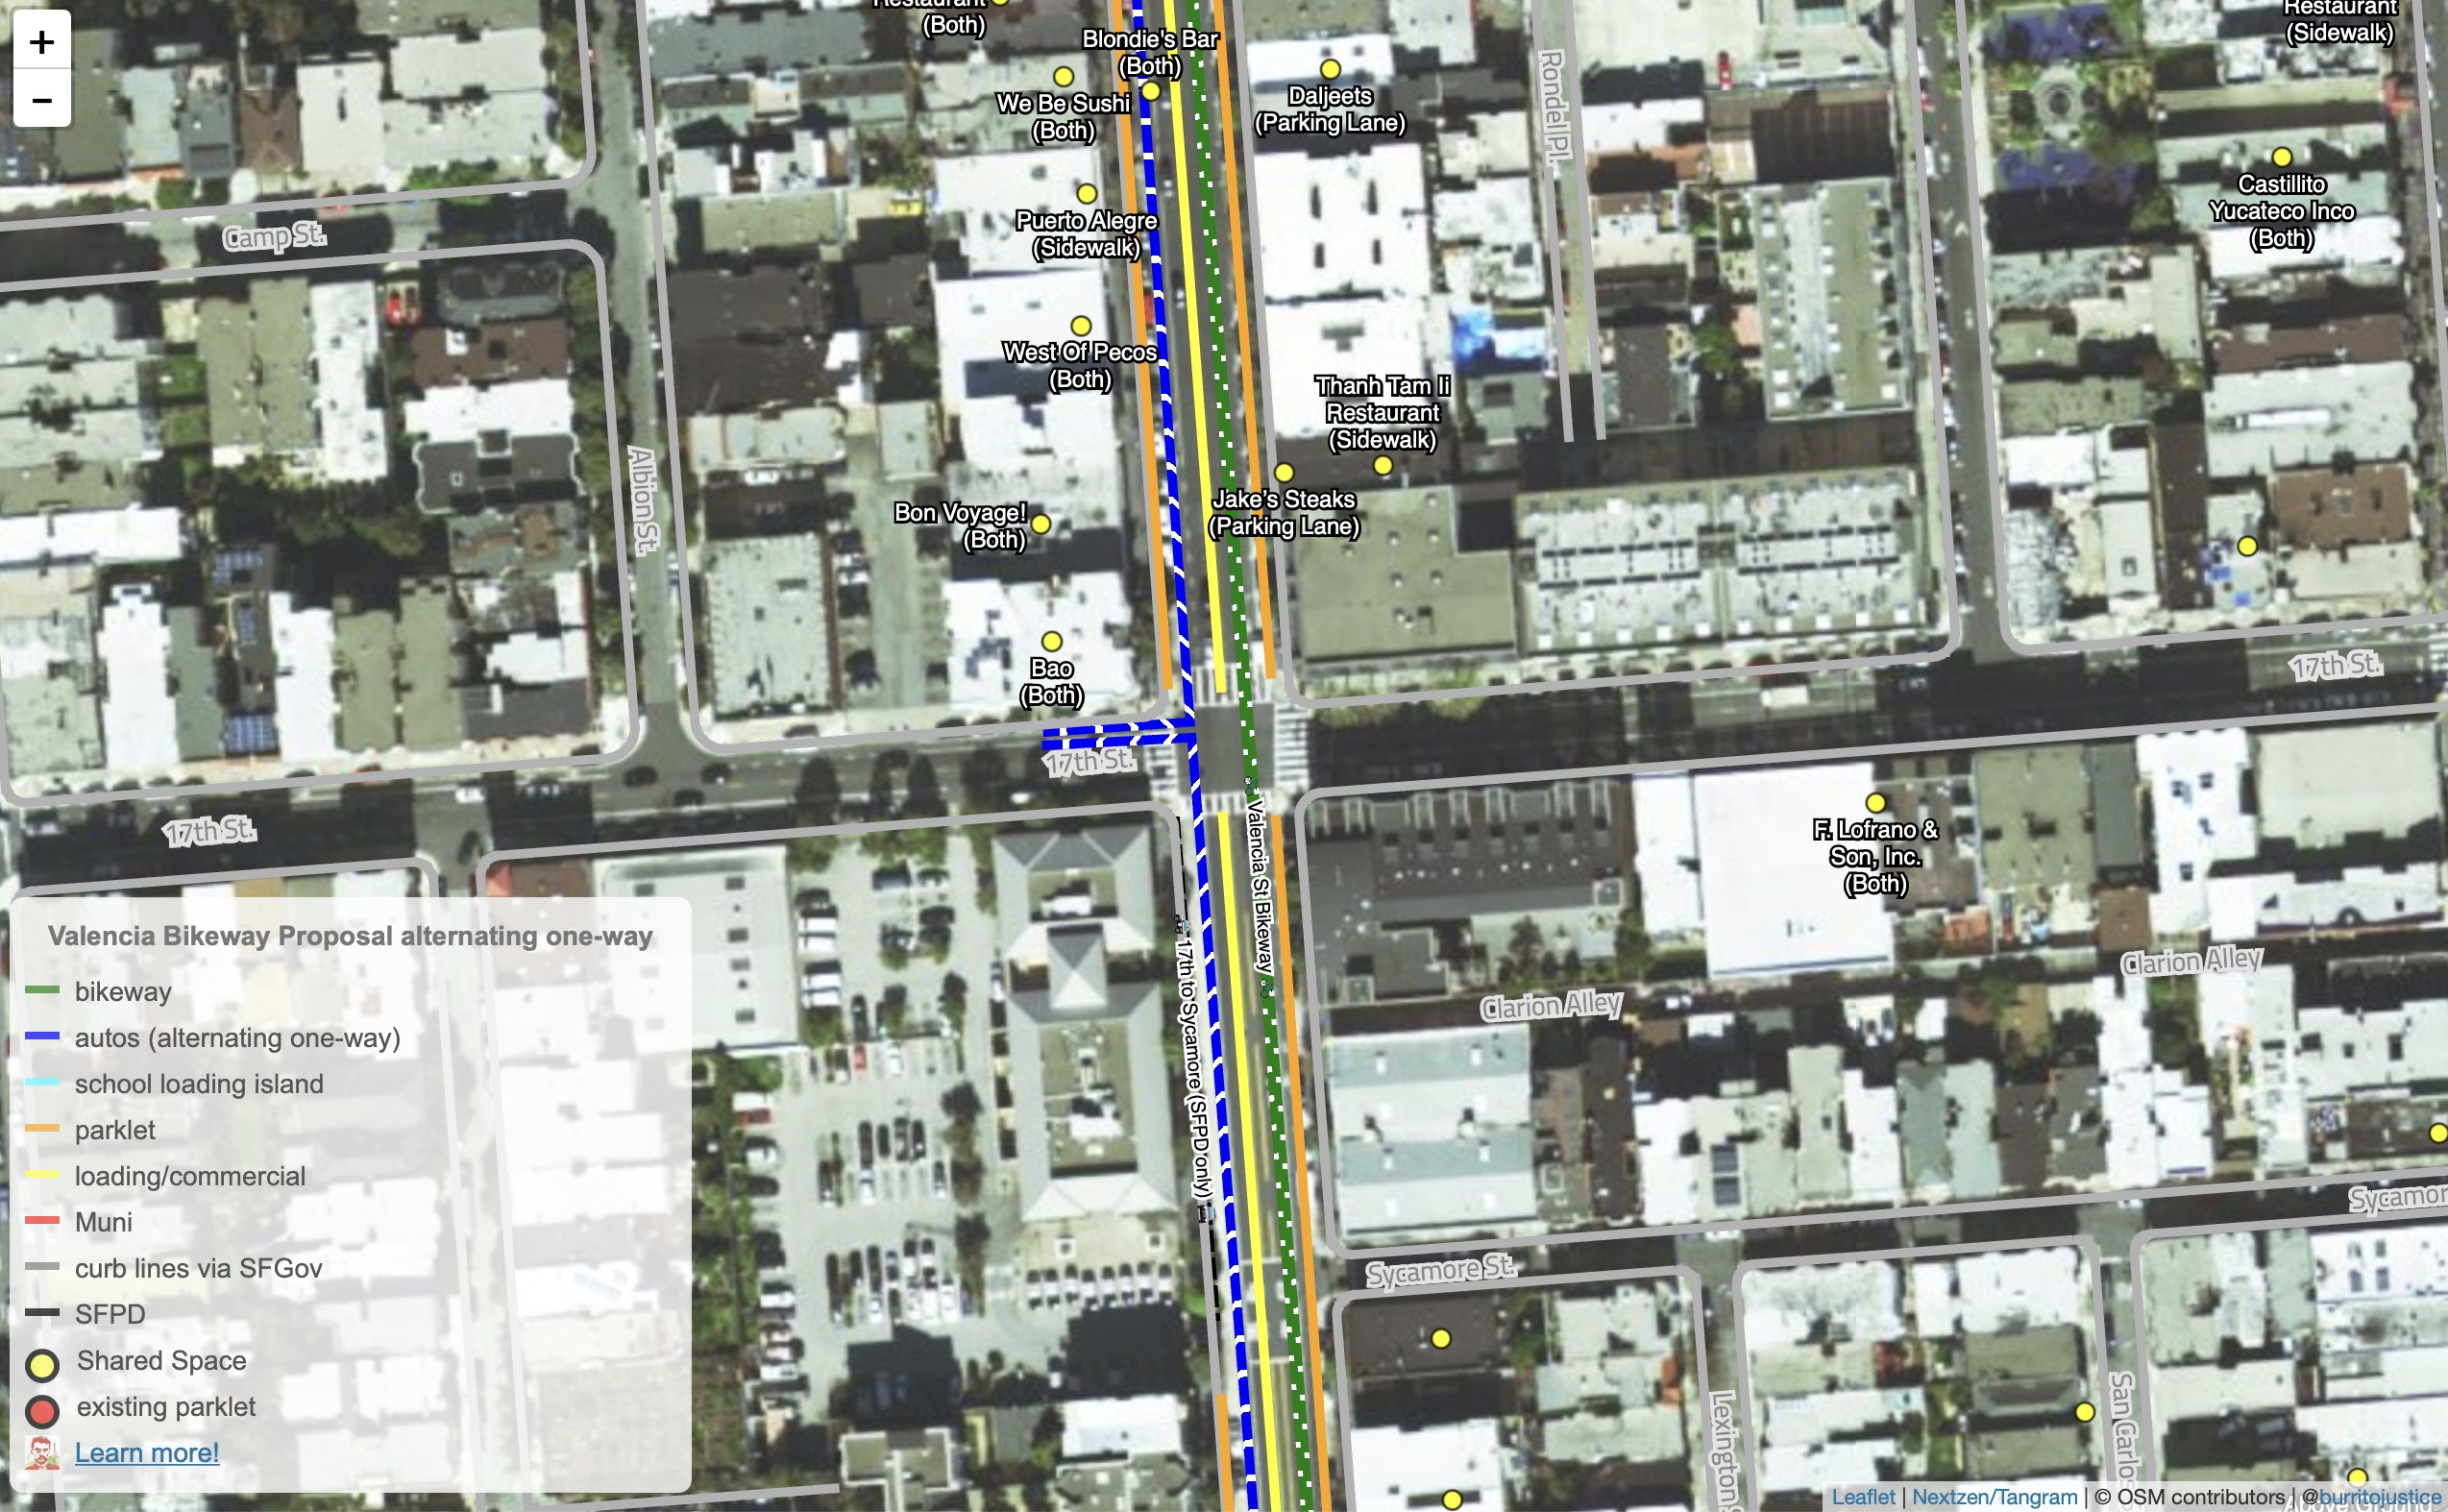 +
−
Restaurant
(Both)
Blondie's Bar
(Both)
We Be Sushi
(Both)
Daljeets
(Parking Lane)
Rondel Pl.
Restaurant
(Sidewalk)
Castillito
Yucateco Inco
(Both)
Camp St.
Puerto Alegre
(Sidewalk)
West Of Pecos
(Both)
Thanh Tam Ii
Restaurant
(Sidewalk)
Albion St.
Jake's Steaks
(Parking Lane)
Bon Voyage!
(Both)
Bao
(Both)
17th St.
17th St.
17th St.
Valencia St Bikeway
17th to Sycamore (SFPD only)
F. Lofrano &
Son, Inc.
(Both)
Clarion Alley
Clarion Alley
Sycamor
Sycamore St.
Lexington S
San Carlos
Valencia Bikeway Proposal alternating one-way
bikeway
autos (alternating one-way)
school loading island
parklet
loading/commercial
Muni
curb lines via SFGov
SFPD
Shared Space
existing parklet
Learn more!
Leaflet | Nextzen/Tangram | © OSM contributors | @burritojustice